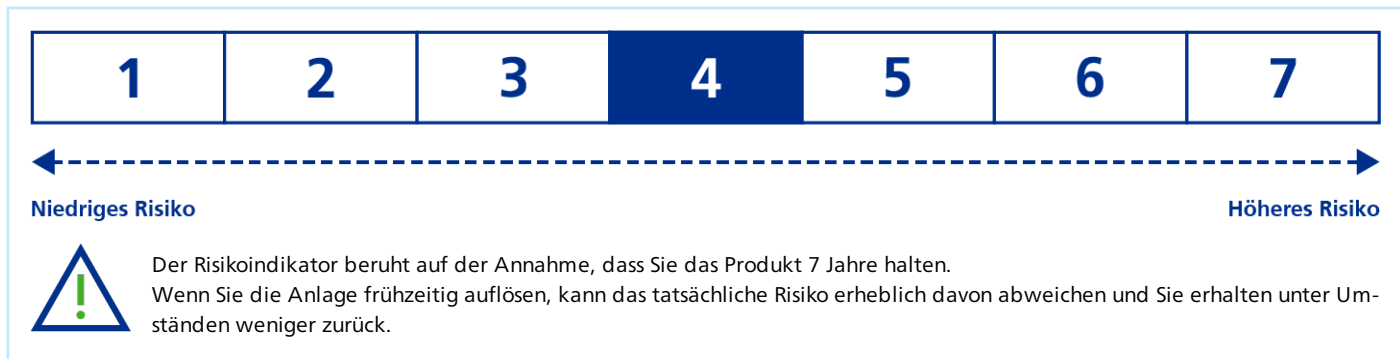 1 2 3 4 5 6 7
Niedriges Risiko Höheres Risiko
!
Der Risikoindikator beruht auf der Annahme, dass Sie das Produkt 7 Jahre halten.
Wenn Sie die Anlage frühzeitig auflösen, kann das tatsächliche Risiko erheblich davon abweichen und Sie erhalten unter Um-
ständen weniger zurück.